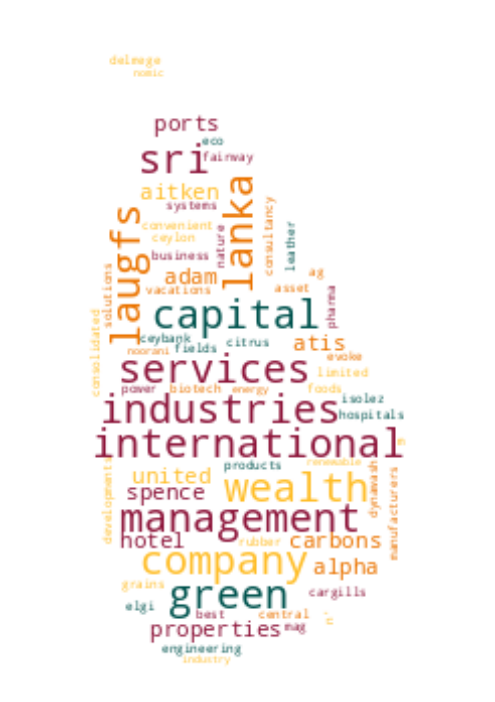 delmege
nomic
ports
eco
sri
fairway
aitken
lanka
systems
laugfs
consultancy
convenient
ceylon
nature
leather
business
solutions
adam
ag
vacations
asset
pharma
capital
consolidated
ceybank
citrus
atis
noorani
fields
evoke
services
limited
power
biotech
energy
foods
industries
isolez
hospitals
international
products
renewable
united
developments
spence
wealth
dynawash
manufacturers
management
hotel
rubber
carbons
company
alpha
grains
green
cargills
elgi
best
central
properties
mag
engineering
industry